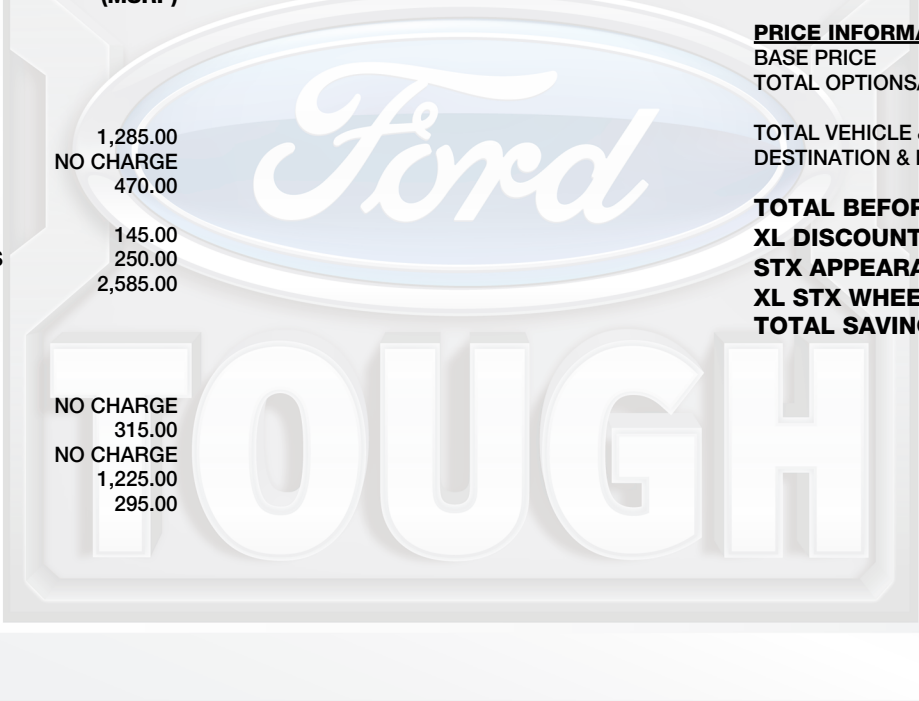 (MSRP)
1,285.00
NO CHARGE
470.00
145.00
S 250.00
2,585.00
NO CHARGE
315.00
NO CHARGE
1,225.00
295.00
PRICE INFORMA
BASE PRICE
TOTAL OPTIONS
TOTAL VEHICLE &
DESTINATION &
TOTAL BEFOR
XL DISCOUNT
STX APPEARA
XL STX WHEE
TOTAL SAVING
Ford
TOUGH